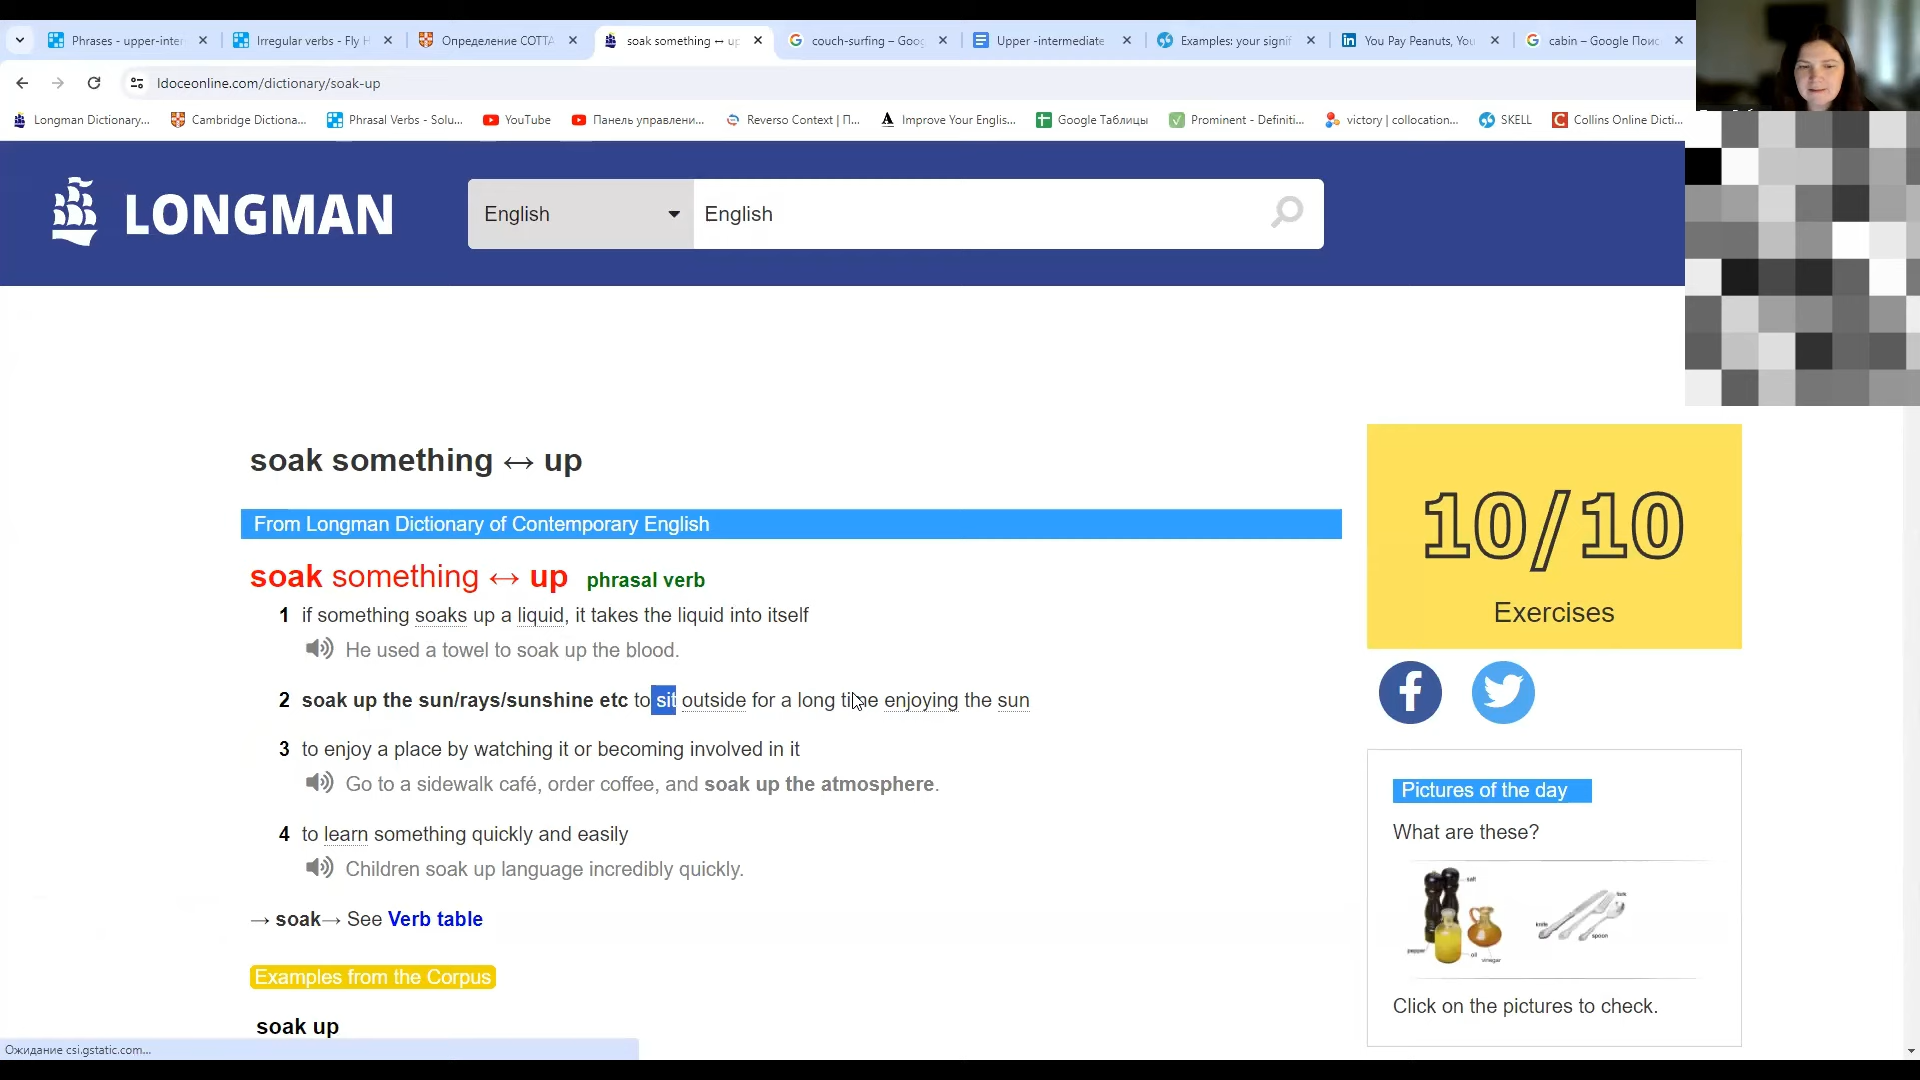 Phrases - upper-inter
Irregular verbs - Fly H
Определение COTTA
soak something ↔ up
couch-surfing – Goog
Upper -intermediate
Examples: your signif
You Pay Peanuts, You
cabin – Google Поис
ldoceonline.com/dictionary/soak-up
Longman Dictionary...
Cambridge Dictiona...
Phrasal Verbs - Solu...
YouTube
Панель управлени...
Reverso Context | П...
Improve Your Englis...
Google Таблицы
Prominent - Definiti...
victory | collocation...
SKELL
Collins Online Dicti...
LONGMAN
English
English
soak something ↔ up
From Longman Dictionary of Contemporary English
soak something ↔ up phrasal verb
1 if something soaks up a liquid, it takes the liquid into itself
He used a towel to soak up the blood.
2 soak up the sun/rays/sunshine etc to sit outside for a long time enjoying the sun
3 to enjoy a place by watching it or becoming involved in it
Go to a sidewalk café, order coffee, and soak up the atmosphere.
4 to learn something quickly and easily
Children soak up language incredibly quickly.
→ soak→ See Verb table
Examples from the Corpus
soak up
10/10
Exercises
Pictures of the day
What are these?
salt
pepper
oil
vinegar
knife
fork
spoon
Click on the pictures to check.
Ожидание csi.gstatic.com...